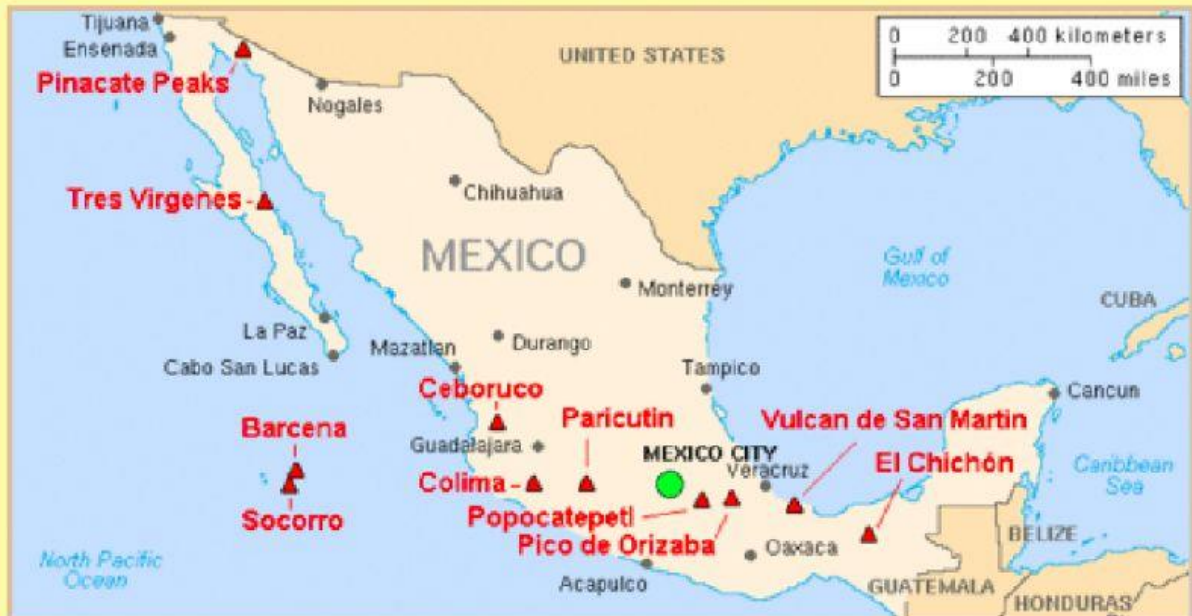 Tijuana
Ensenada
Pinacate Peaks
Nogales
UNITED STATES
0 200 400 kilometers
0 200 400 miles
Tres Virgenes
Chihuahua
MEXICO
Monterrey
Gulf of
Mexico
CUBA
La Paz
Cabo San Lucas
Mazatlan
Durango
Tampico
Cancun
Ceboruco
Paricutin
Vulcan de San Martin
Barcena
Guadalajara
MEXICO CITY
Veracruz
El Chichón
Caribbean
Sea
Colima
Socorro
Popocatepetl
Pico de Orizaba
Oaxaca
BELIZE
North Pacific
Ocean
Acapulco
GUATEMALA
HONDURAS